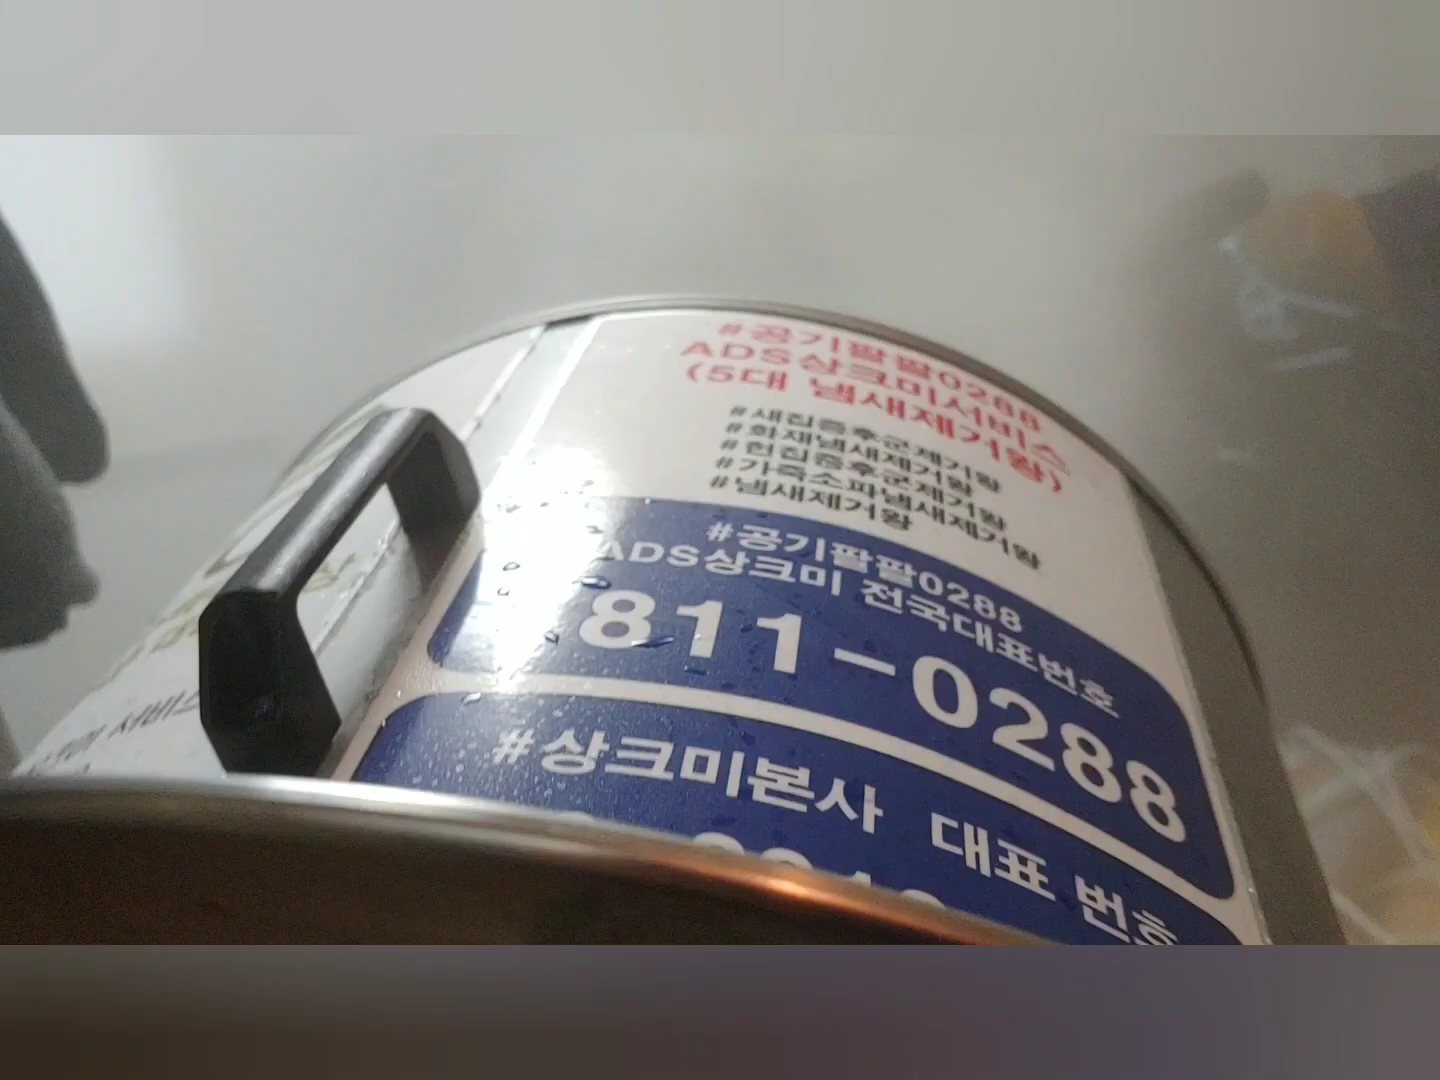 #공기팔팔0288
ADS상크미서비스
(5대 냄새제거왕)
#새집증후군제거왕
#화재냄새제거왕
#헌집증후군제거왕
#가죽소파냄새제거왕
#냄새제거왕
#공기팔팔0288
ADS상크미 전국대표번호
811-0288
#상크미본사 대표 번호
서비스